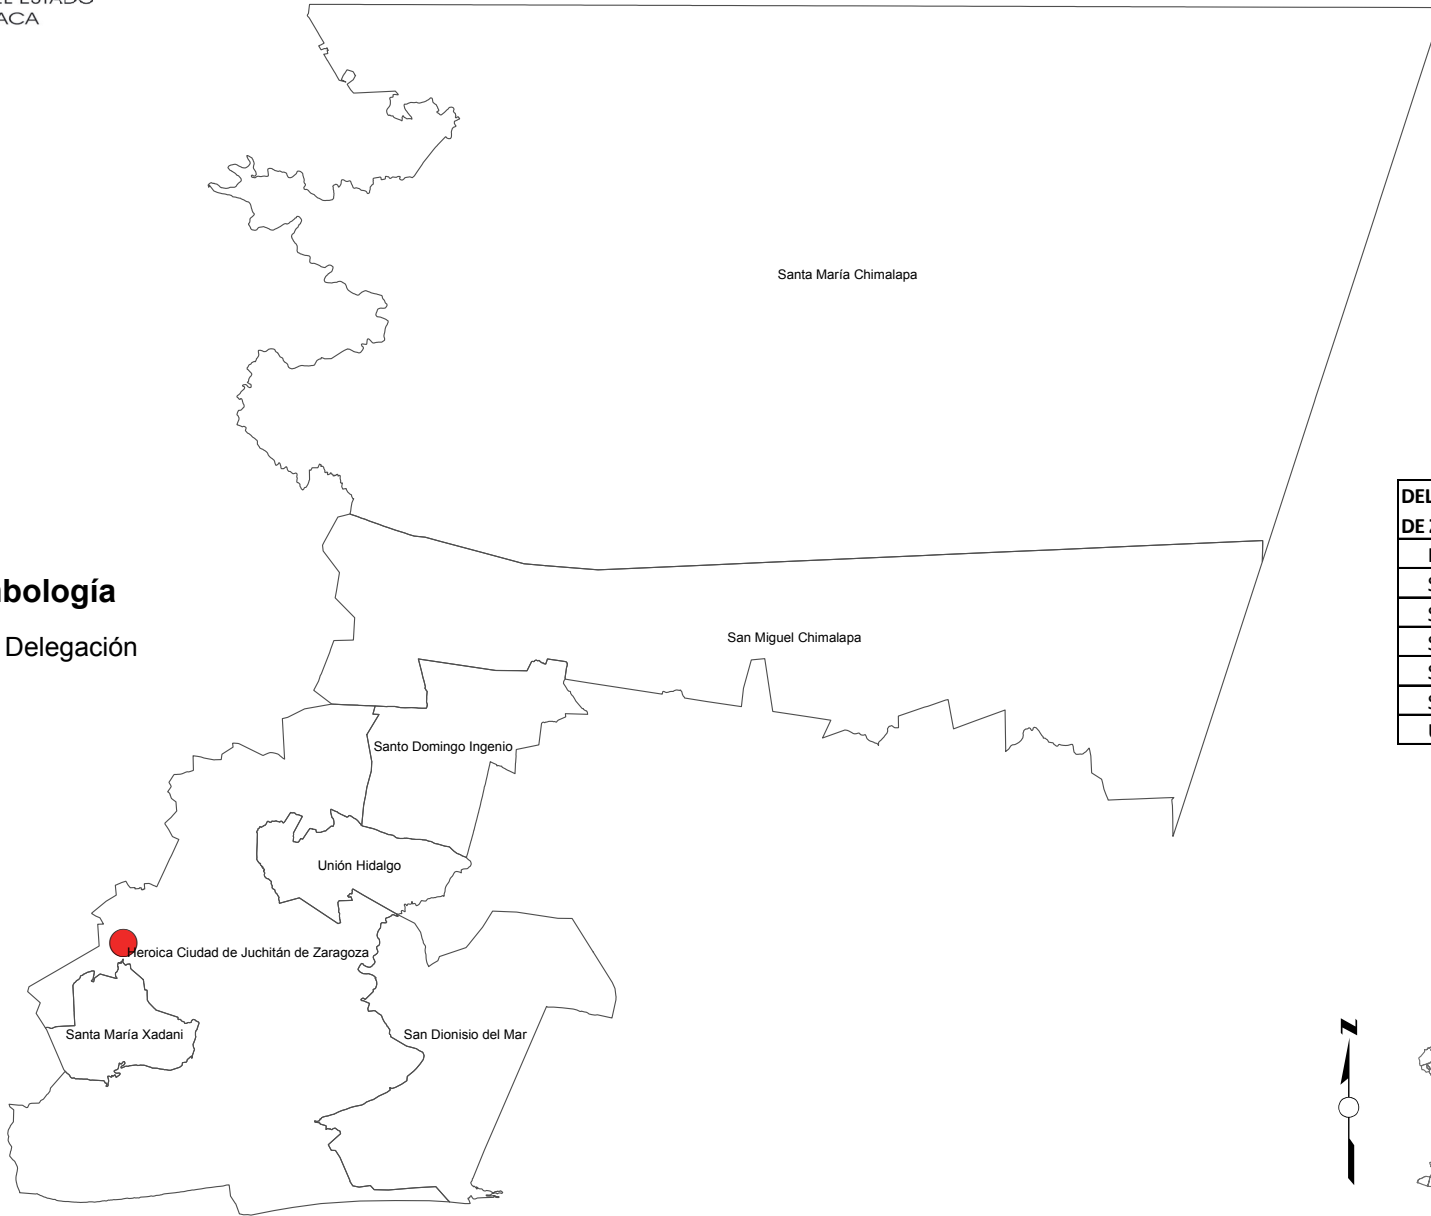 ACA
Santa María Chimalapa
DE
bología
Delegación
San Miguel Chimalapa
Santo Domingo Ingenio
Unión Hidalgo
Heroica Ciudad de Juchitán de Zaragoza
Santa María Xadani
San Dionisio del Mar
N